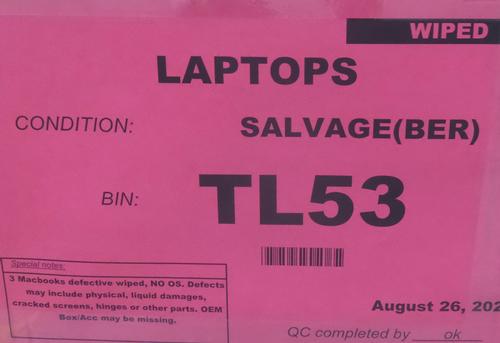 WIPED
LAPTOPS
CONDITION: SALVAGE(BER)
BIN: TL53
Special notes:
3 Macbooks defective wiped, NO OS. Defects
may include physical, liquid damages,
cracked screens, hinges or other parts. OEM
Box/Acc may be missing.
August 26, 202
QC completed by ok